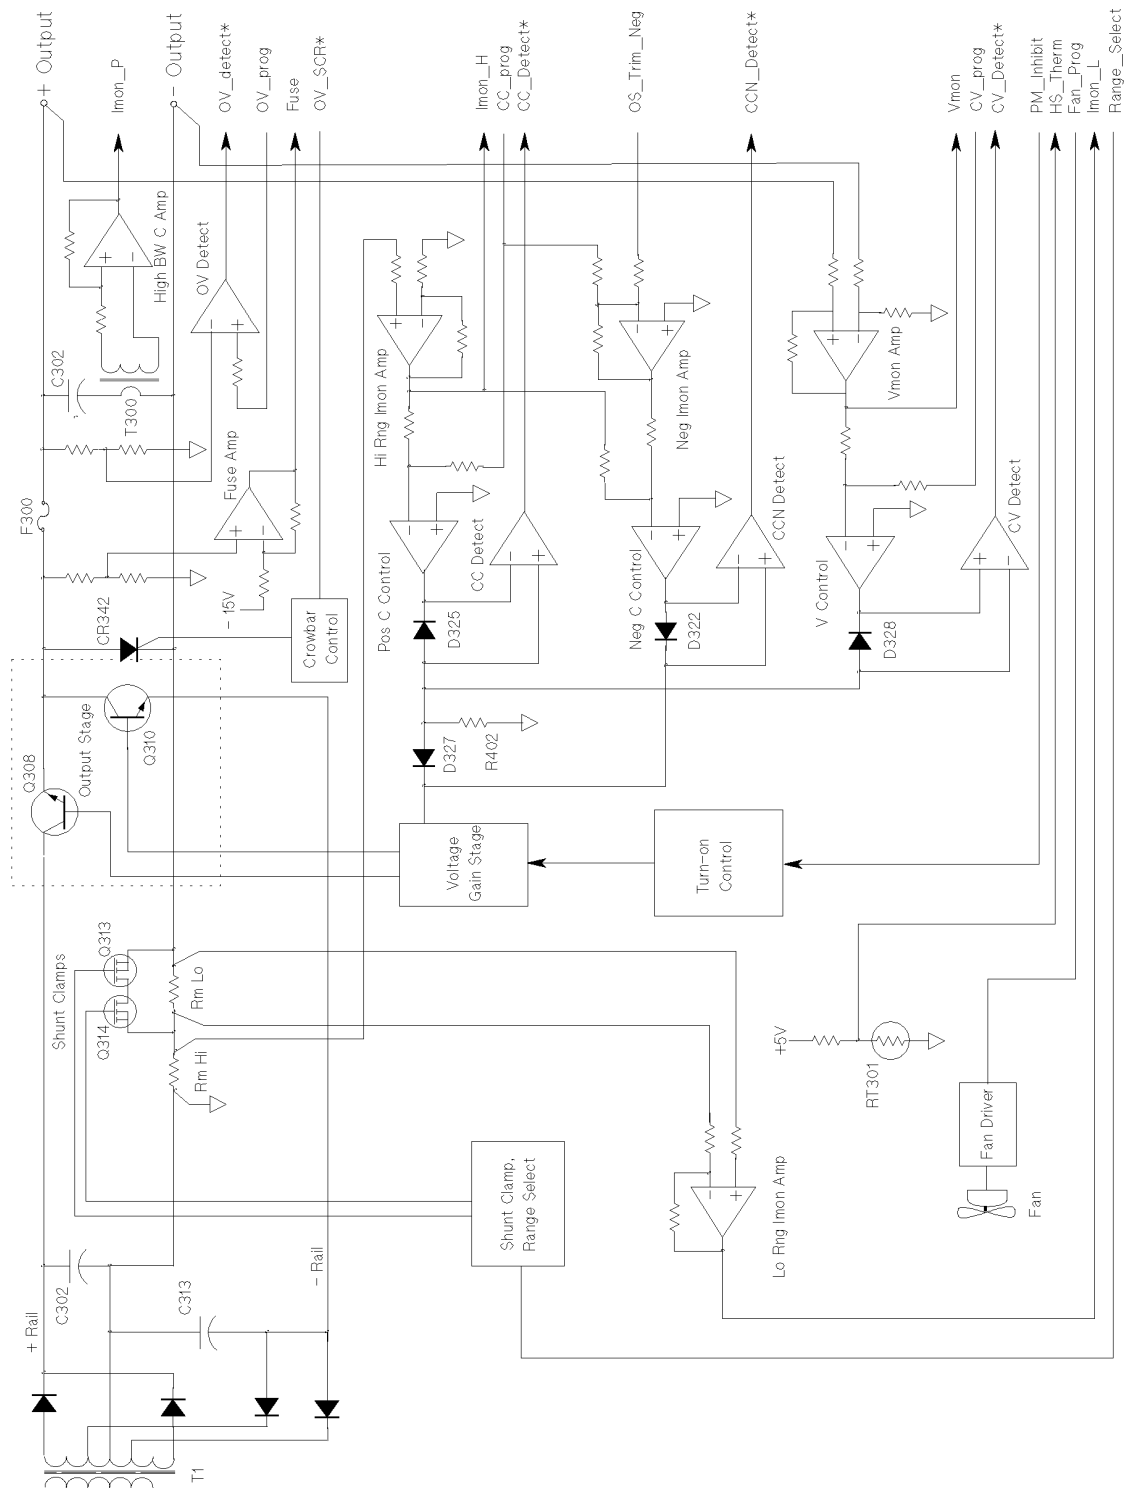 + Output
Imon_P
- Output
OV_detect*
OV_prog
Fuse
OV_SCR*
Imon_H
CC_prog
CC_Detect*
OS_Trim_Neg
CCN_Detect*
Vmon
CV_prog
CV_Detect*
PM_Inhibit
HS_Therm
Fan_Prog
Imon_L
Range_Select
High BW C Amp
+
-
OV Detect
-
+
C302
T300
F300
Fuse Amp
+
-
-15V
CR342
Crowbar
Control
Hi Rng Imon Amp
+
-
Neg Imon Amp
-
+
Vmon Amp
+
-
Pos C Control
-
+
CC Detect
-
+
D325
Neg C Control
-
+
CCN Detect
-
+
D322
V Control
-
+
CV Detect
+
-
D328
Q308
Output Stage
Q310
D327
R402
Voltage
Gain Stage
Turn-on
Control
Shunt Clamps
Q313
Q314
Rm Lo
Rm Hi
+5V
RT301
Fan Driver
Fan
Shunt Clamp,
Range Select
-
+
Lo Rng Imon Amp
+ Rail
C302
C313
- Rail
T1